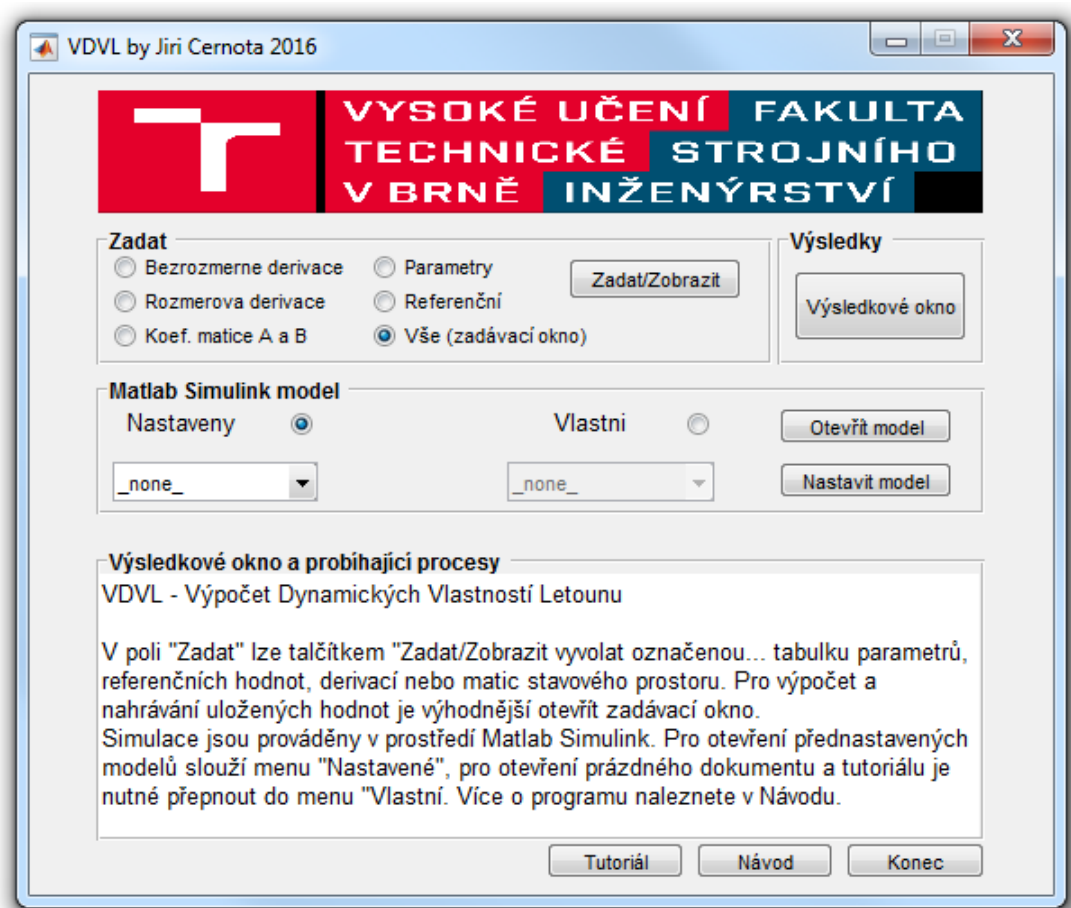 VDVL by Jiri Cernota 2016
VYSOKÉ UČENÍ FAKULTA
TECHNICKÉ STROJNÍHO
V BRNĚ INŽENÝRSTVÍ
Zadat
Výsledky
Bezrozmerne derivace
Parametry
Zadat/Zobrazit
Rozmerova derivace
Referenční
Výsledkové okno
Koef. matice A a B
Vše (zadávací okno)
Matlab Simulink model
Nastaveny
Vlastni
Otevřít model
_none_
_none_
Nastavit model
Výsledkové okno a probíhající procesy
VDVL - Výpočet Dynamických Vlastností Letounu
V poli "Zadat" lze talčítkem "Zadat/Zobrazit vyvolat označenou... tabulku parametrů,
referenčních hodnot, derivací nebo matic stavového prostoru. Pro výpočet a
nahrávání uložených hodnot je výhodnější otevřít zadávací okno.
Simulace jsou prováděny v prostředí Matlab Simulink. Pro otevření přednastavených
modelů slouží menu "Nastavené", pro otevření prázdného dokumentu a tutoriálu je
nutné přepnout do menu "Vlastní. Více o programu naleznete v Návodu.
Tutoriál
Návod
Konec